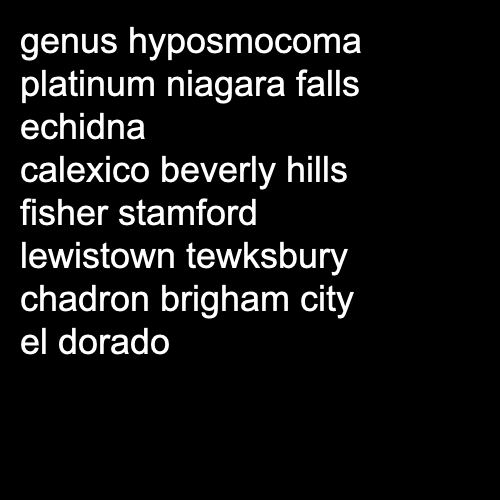 genus hyposmocoma
platinum niagara falls
echidna
calexico beverly hills
fisher stamford
lewistown tewksbury
chadron brigham city
el dorado